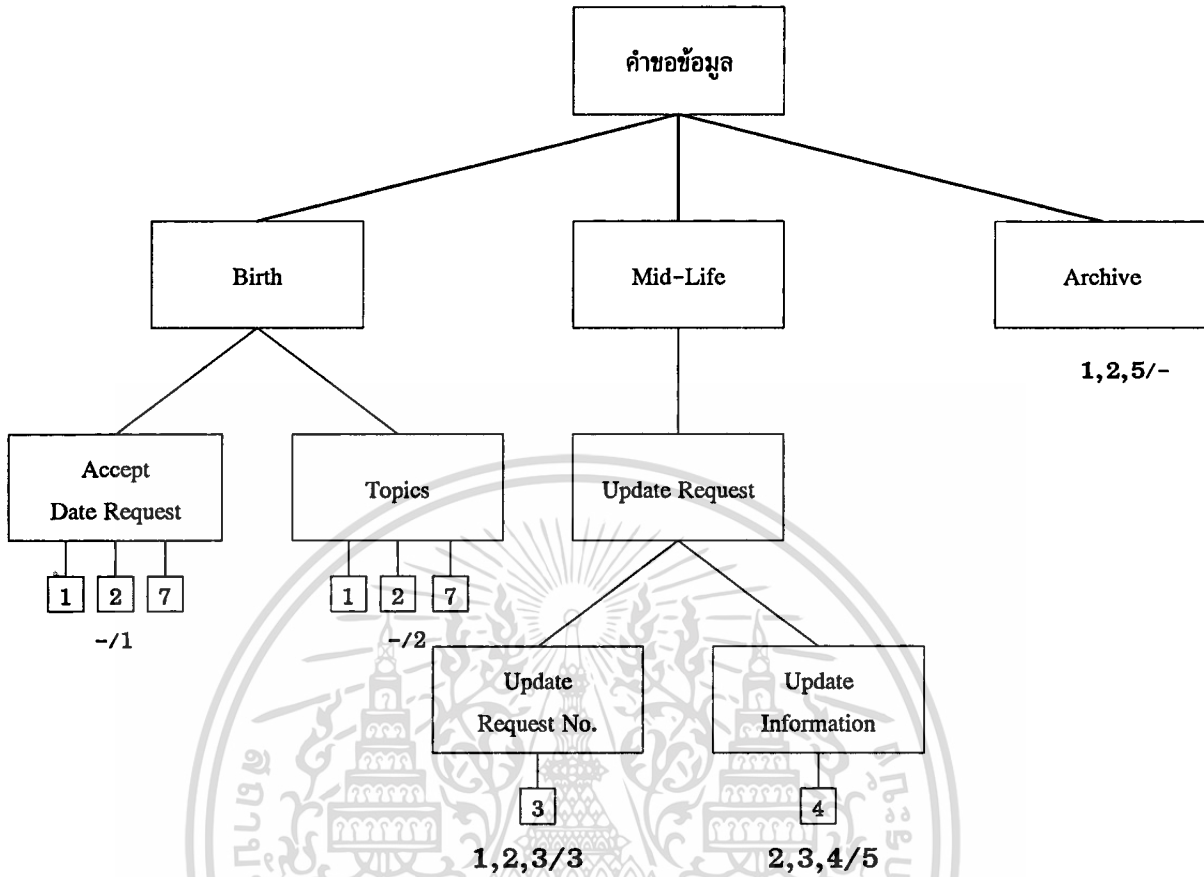 คำขอข้อมูล
Birth
Mid-Life
Archive
1,2,5/-
Accept
Date Request
Topics
Update Request
1 2 7
1 2 7
-/1
-/2
Update
Request No.
Update
Information
3
4
1,2,3/3
2,3,4/5